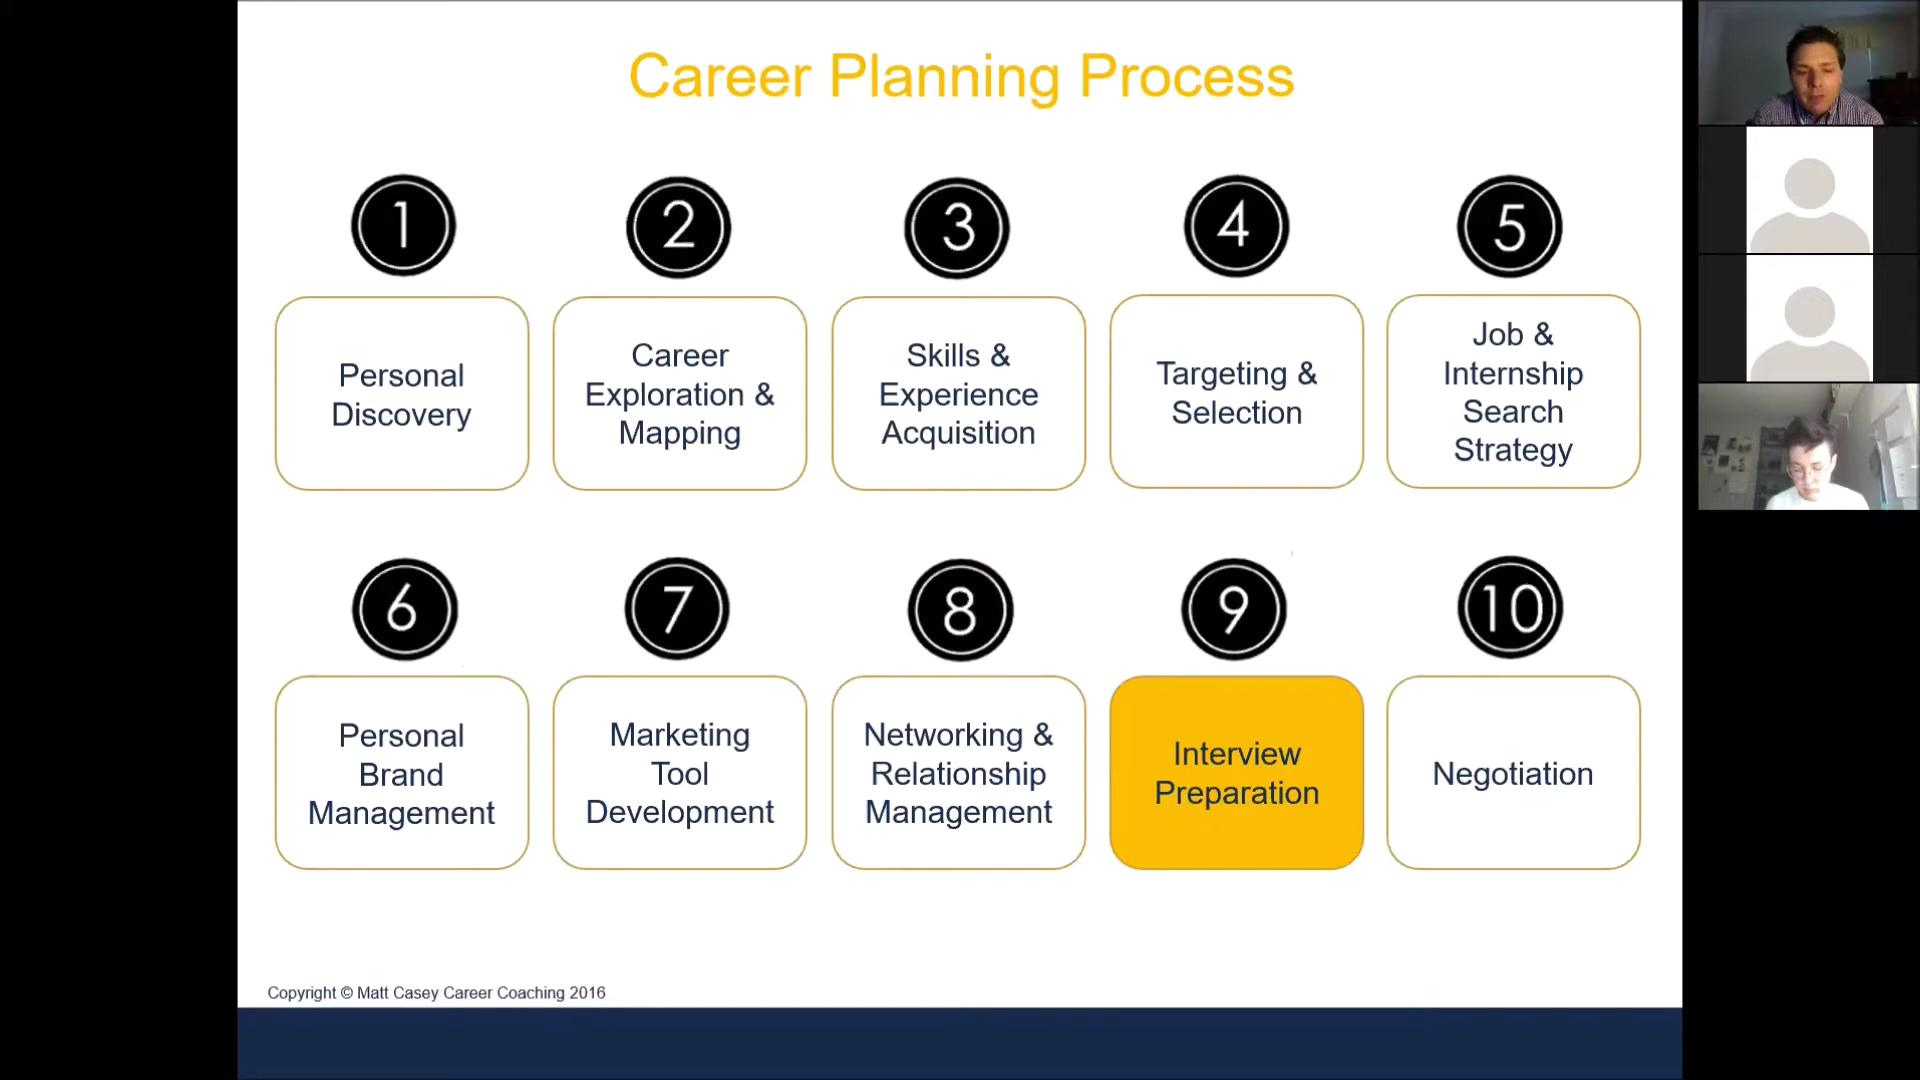 Career Planning Process
1
2
3
4
5
Personal
Discovery
Career
Exploration &
Mapping
Skills &
Experience
Acquisition
Targeting &
Selection
Job &
Internship
Search
Strategy
6
7
8
9
10
Personal
Brand
Management
Marketing
Tool
Development
Networking &
Relationship
Management
Interview
Preparation
Negotiation
Copyright © Matt Casey Career Coaching 2016